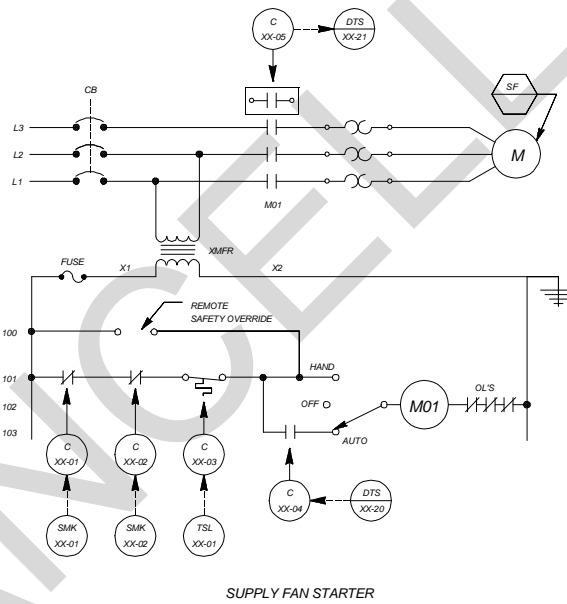 C
XX-05
DTS
XX-21
CB
SF
L3
L2
L1
M
M01
XMFR
FUSE
X1
X2
REMOTE
SAFETY OVERRIDE
100
101
102
103
HAND
OFF
AUTO
M01
OL'S
C
XX-01
C
XX-02
C
XX-03
C
XX-04
DTS
XX-20
SMK
XX-01
SMK
XX-02
TSL
XX-01
SUPPLY FAN STARTER